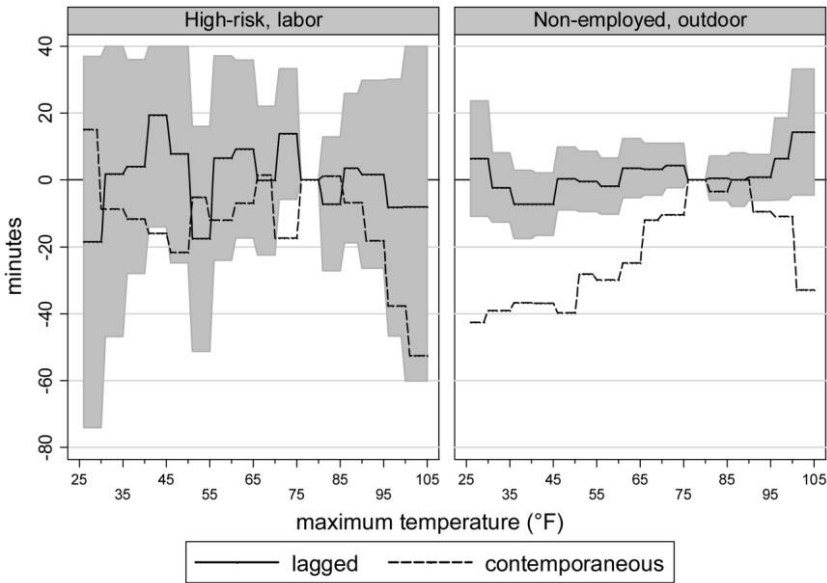 High-risk, labor
Non-employed, outdoor
minutes
40
20
0
-20
-40
-60
-80
25 45 65 85 105 25 45 65 85 105
35 55 75 95 35 55 75 95
maximum temperature (°F)
lagged contemporaneous